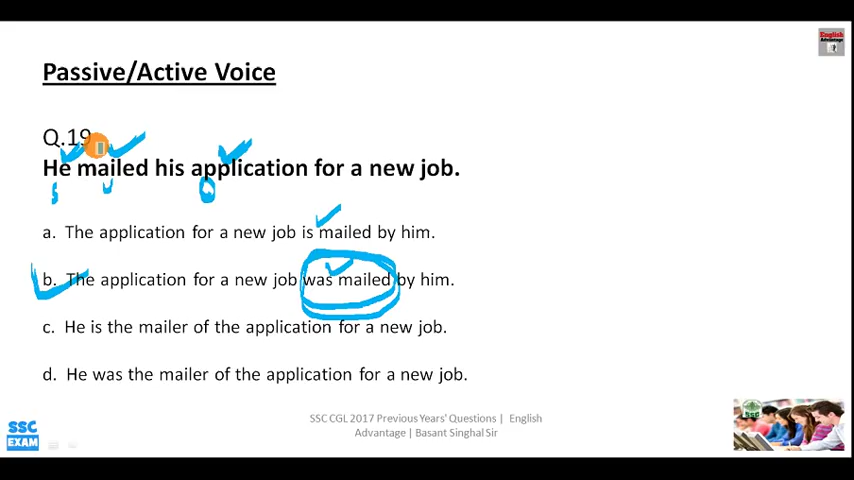 English
Advantage
Passive/Active Voice
Q.19
He mailed his application for a new job.
S V O
a. The application for a new job is mailed by him.
b. The application for a new job was mailed by him.
c. He is the mailer of the application for a new job.
d. He was the mailer of the application for a new job.
SSC CGL 2017 Previous Years' Questions | English
Advantage | Basant Singhal Sir
SSC
EXAM
SSC